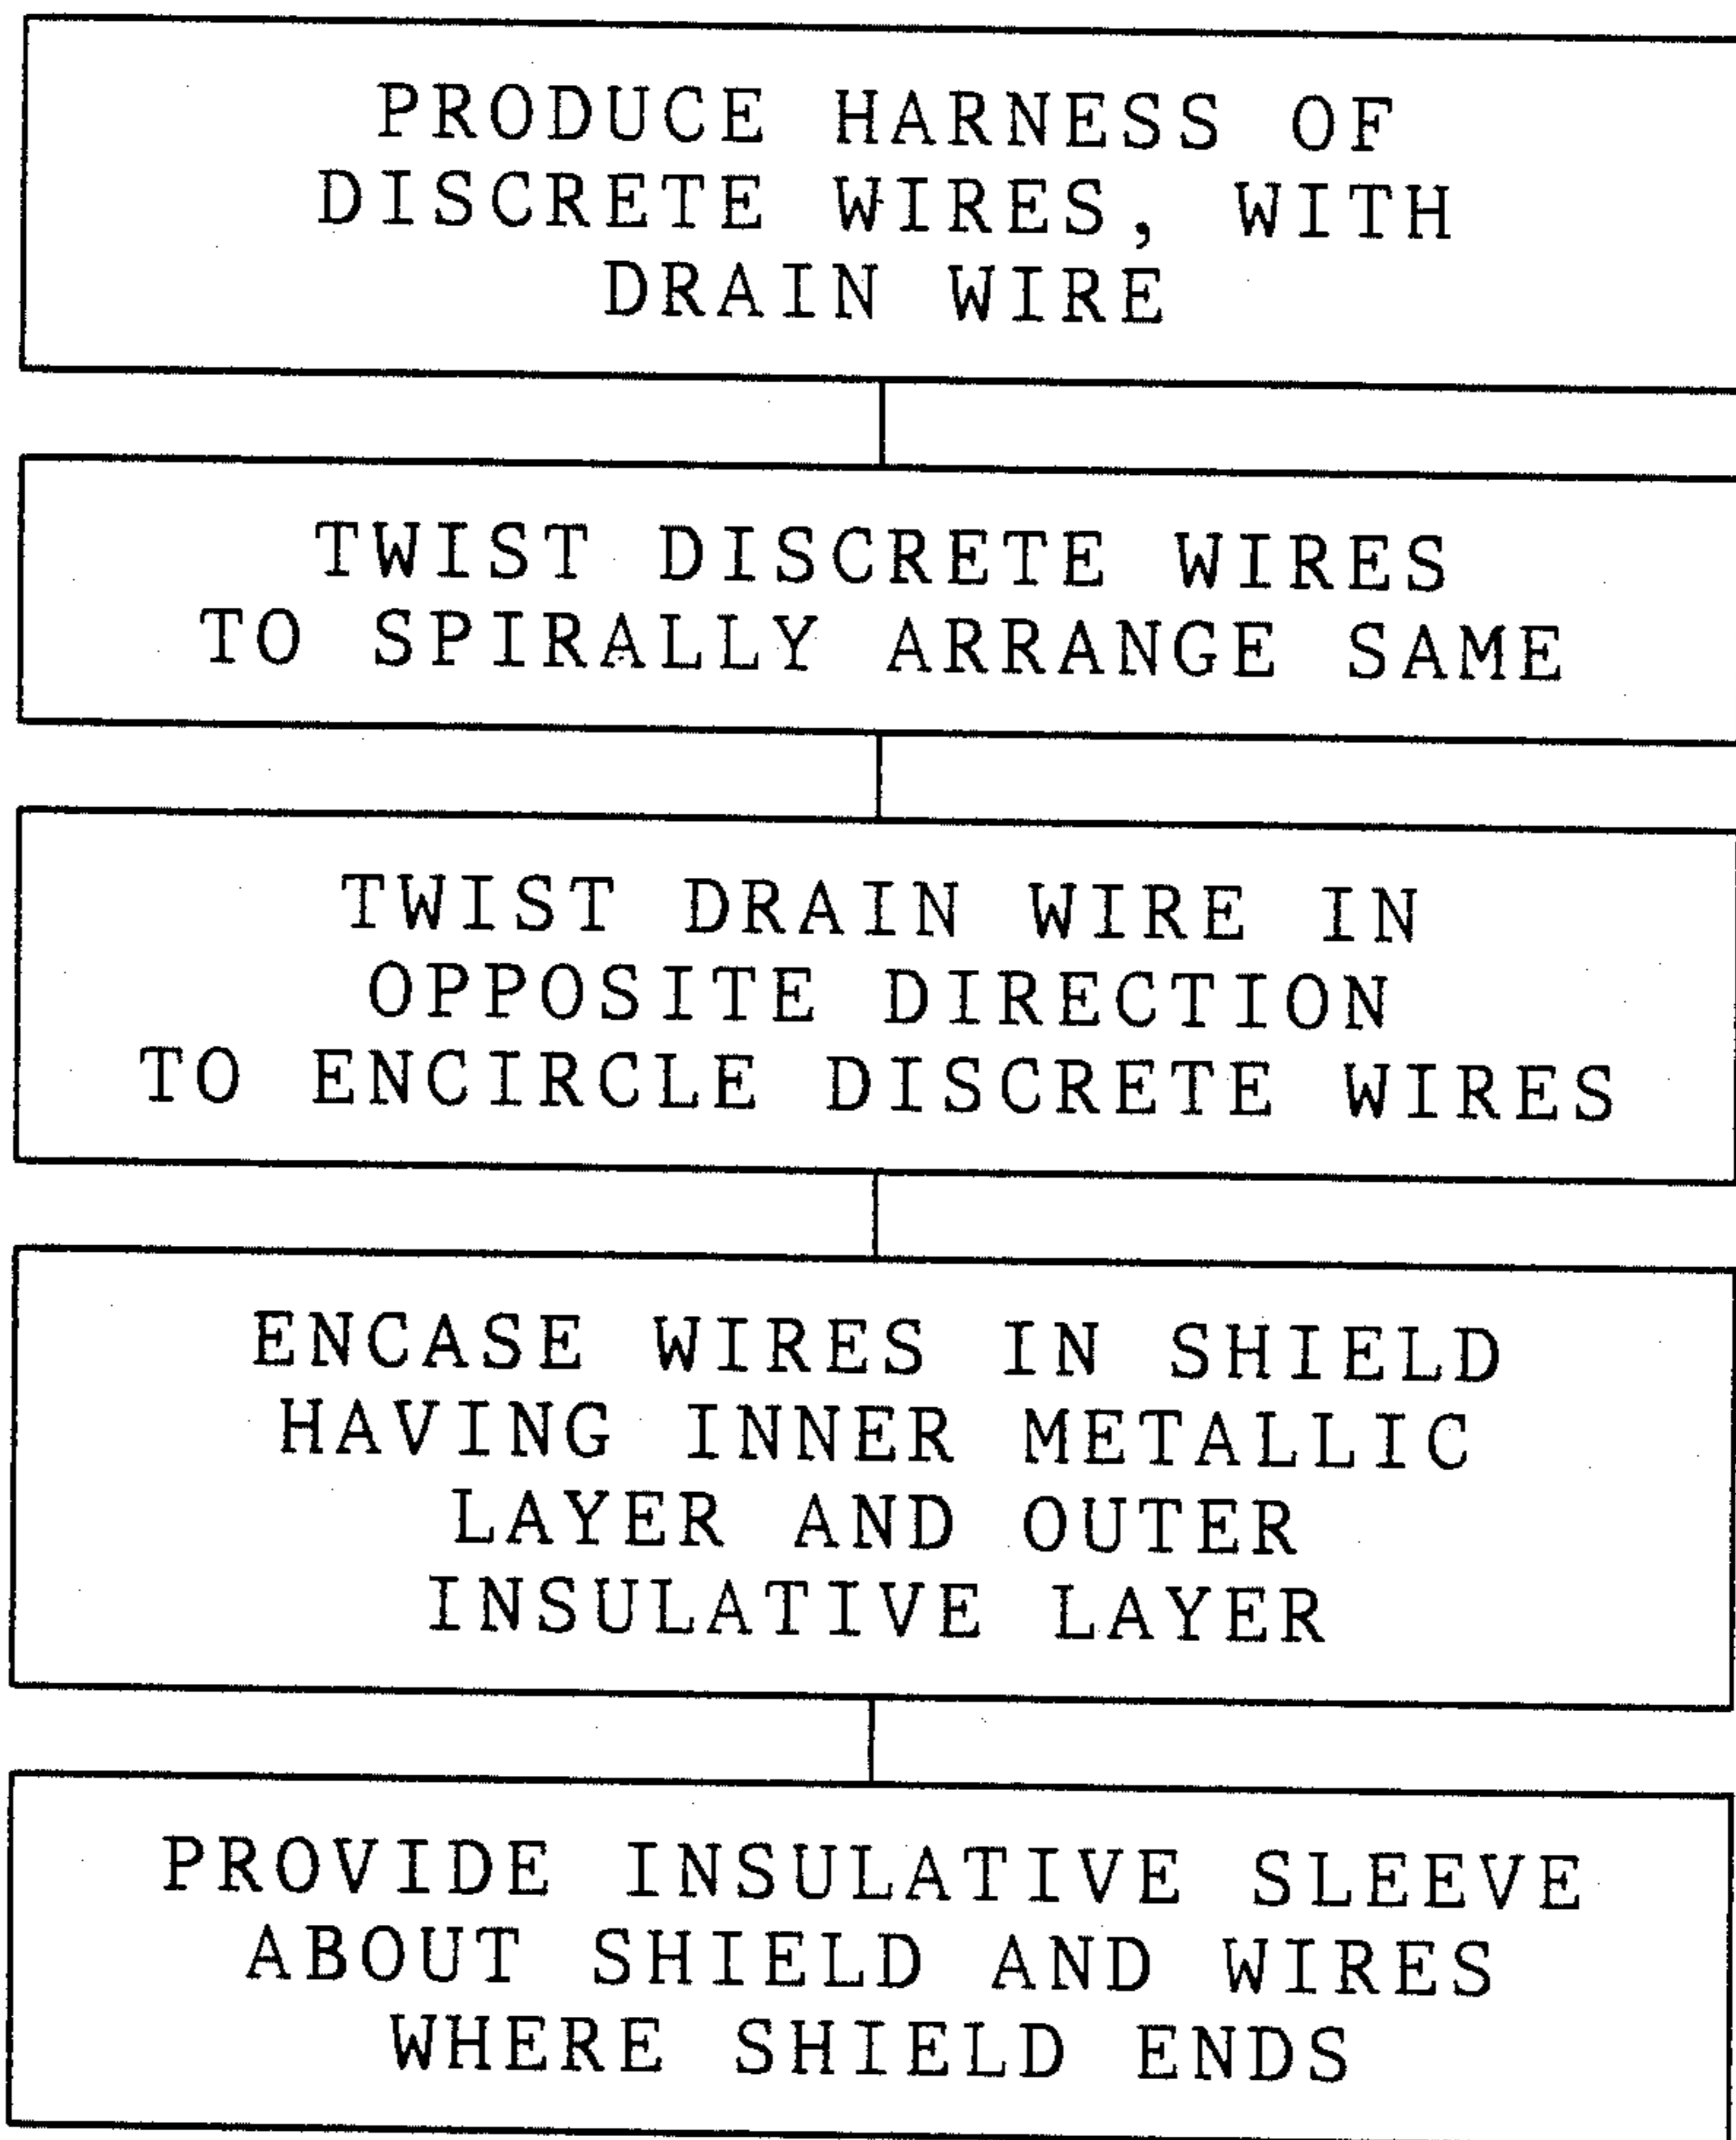 PRODUCE HARNESS OF
DISCRETE WIRES, WITH
DRAIN WIRE
TWIST DISCRETE WIRES
TO SPIRALLY ARRANGE SAME
TWIST DRAIN WIRE IN
OPPOSITE DIRECTION
TO ENCIRCLE DISCRETE WIRES
ENCASE WIRES IN SHIELD
HAVING INNER METALLIC
LAYER AND OUTER
INSULATIVE LAYER
PROVIDE INSULATIVE SLEEVE
ABOUT SHIELD AND WIRES
WHERE SHIELD ENDS